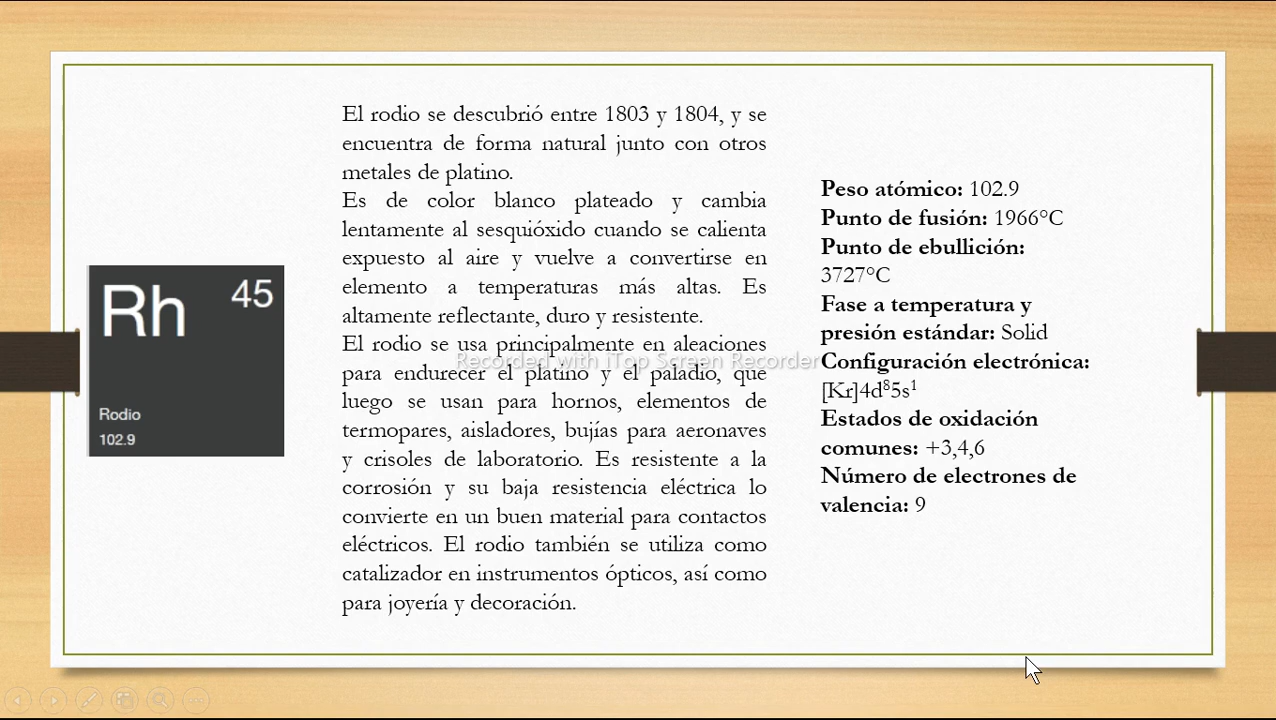 Rh
45
Rodio
102.9
El rodio se descubrió entre 1803 y 1804, y se
encuentra de forma natural junto con otros
metales de platino.
Es de color blanco plateado y cambia
lentamente al sesquióxido cuando se calienta
expuesto al aire y vuelve a convertirse en
elemento a temperaturas más altas. Es
altamente reflectante, duro y resistente.
El rodio se usa principalmente en aleaciones
para endurecer el platino y el paladio, que
luego se usan para hornos, elementos de
termopares, aisladores, bujías para aeronaves
y crisoles de laboratorio. Es resistente a la
corrosión y su baja resistencia eléctrica lo
convierte en un buen material para contactos
eléctricos. El rodio también se utiliza como
catalizador en instrumentos ópticos, así como
para joyería y decoración.
Recorded with iTop Screen Recorder
Peso atómico: 102.9
Punto de fusión: 1966°C
Punto de ebullición:
3727°C
Fase a temperatura y
presión estándar: Solid
Configuración electrónica:
[Kr]4d⁸5s¹
Estados de oxidación
comunes: +3,4,6
Número de electrones de
valencia: 9